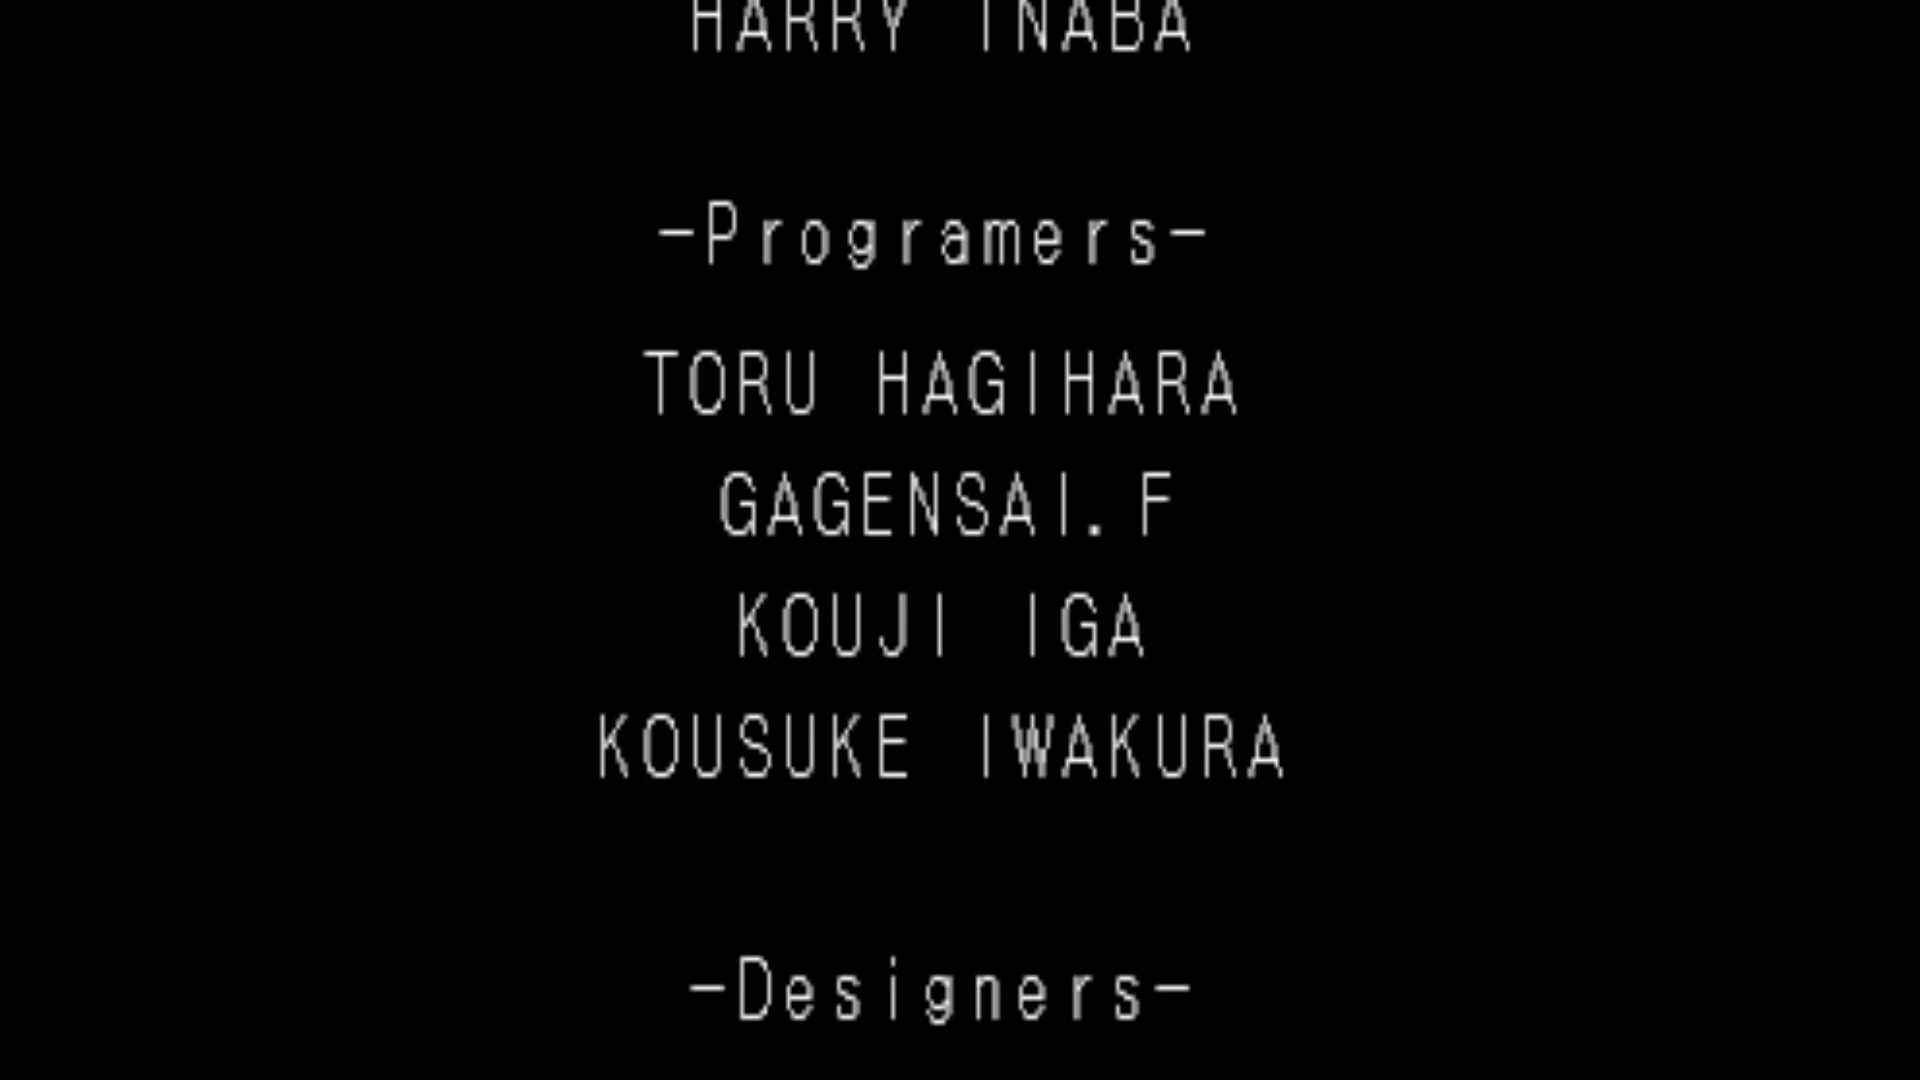 HARRY INABA
-Programers-
TORU HAGIHARA
GAGENSAI.F
KOUJI IGA
KOUSUKE IWAKURA
-Designers-